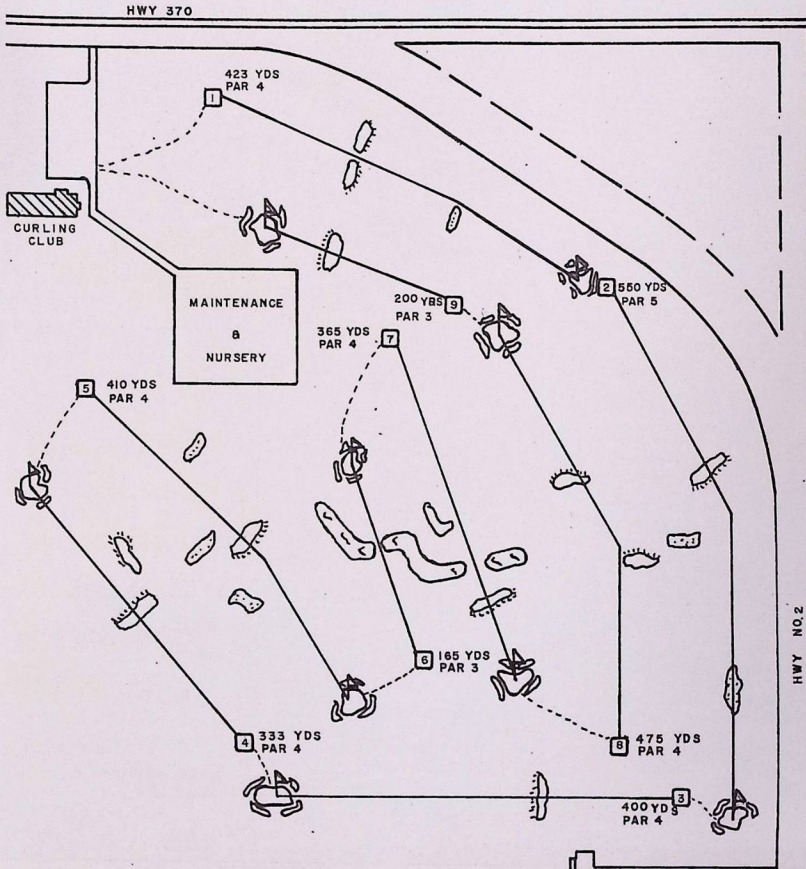 HWY 370
423 YDS
PAR 4
1
CURLING
CLUB
2
550 YDS
PAR 5
MAINTENANCE
a
NURSERY
200 YBS
PAR 3
9
365 YDS
PAR 4
7
5
410 YDS
PAR 4
HWY NO. 2
6
165 YDS
PAR 3
4
333 YDS
PAR 4
8
475 YDS
PAR 4
3
400 YDS
PAR 4